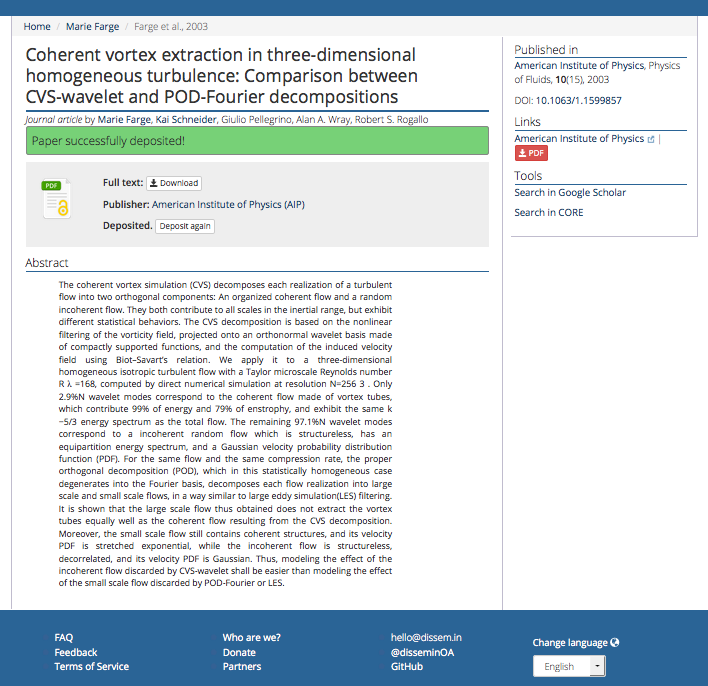 Home / Marie Farge / Farge et al., 2003
Coherent vortex extraction in three-dimensional
homogeneous turbulence: Comparison between
CVS-wavelet and POD-Fourier decompositions
Journal article by Marie Farge, Kai Schneider, Giulio Pellegrino, Alan A. Wray, Robert S. Rogallo
Paper successfully deposited!
PDF
Full text: Download
Publisher: American Institute of Physics (AIP)
Deposited. Deposit again
Abstract
The coherent vortex simulation (CVS) decomposes each realization of a turbulent
flow into two orthogonal components: An organized coherent flow and a random
incoherent flow. They both contribute to all scales in the inertial range, but exhibit
different statistical behaviors. The CVS decomposition is based on the nonlinear
filtering of the vorticity field, projected onto an orthonormal wavelet basis made
of compactly supported functions, and the computation of the induced velocity
field using Biot–Savart's relation. We apply it to a three-dimensional
homogeneous isotropic turbulent flow with a Taylor microscale Reynolds number
R λ =168, computed by direct numerical simulation at resolution N=256 3 . Only
2.9%N wavelet modes correspond to the coherent flow made of vortex tubes,
which contribute 99% of energy and 79% of enstrophy, and exhibit the same k
−5/3 energy spectrum as the total flow. The remaining 97.1%N wavelet modes
correspond to a incoherent random flow which is structureless, has an
equipartition energy spectrum, and a Gaussian velocity probability distribution
function (PDF). For the same flow and the same compression rate, the proper
orthogonal decomposition (POD), which in this statistically homogeneous case
degenerates into the Fourier basis, decomposes each flow realization into large
scale and small scale flows, in a way similar to large eddy simulation(LES) filtering.
It is shown that the large scale flow thus obtained does not extract the vortex
tubes equally well as the coherent flow resulting from the CVS decomposition.
Moreover, the small scale flow still contains coherent structures, and its velocity
PDF is stretched exponential, while the incoherent flow is structureless,
decorrelated, and its velocity PDF is Gaussian. Thus, modeling the effect of the
incoherent flow discarded by CVS-wavelet shall be easier than modeling the effect
of the small scale flow discarded by POD-Fourier or LES.
Published in
American Institute of Physics, Physics
of Fluids, 10(15), 2003
DOI: 10.1063/1.1599857
Links
American Institute of Physics |
PDF
Tools
Search in Google Scholar
Search in CORE
FAQ
Feedback
Terms of Service
Who are we?
Donate
Partners
hello@dissem.in
@disseminOA
GitHub
Change language
English